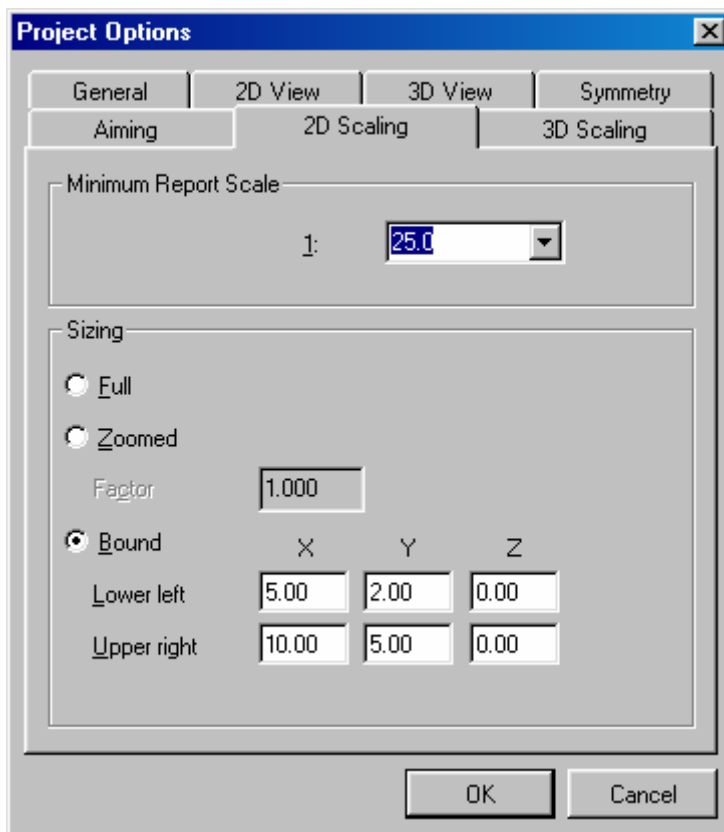 Project Options
General 2D View 3D View Symmetry
Aiming 2D Scaling 3D Scaling
Minimum Report Scale
1: 25.0
Sizing
Full
Zoomed
Factor 1.000
Bound X Y Z
Lower left 5.00 2.00 0.00
Upper right 10.00 5.00 0.00
OK Cancel